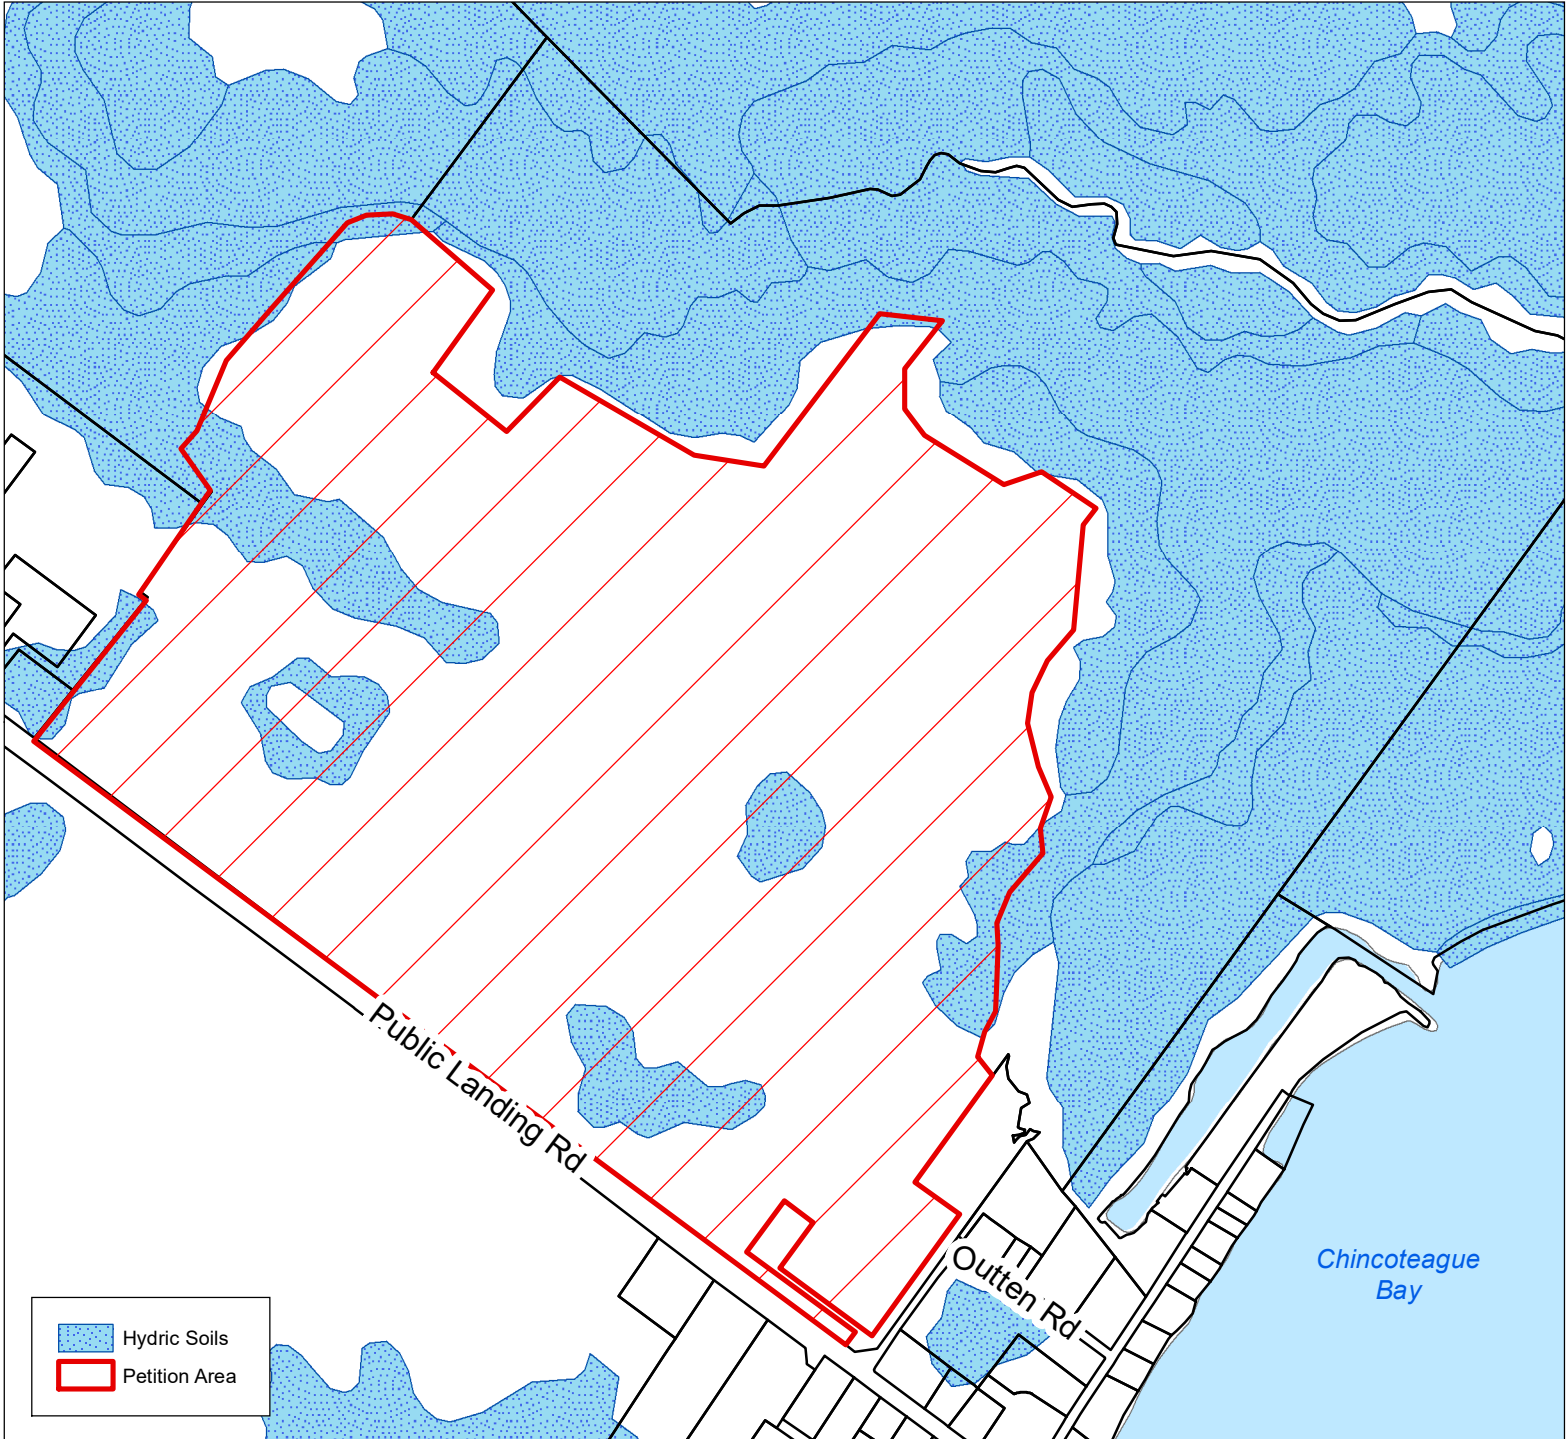 Public Landing Rd
Outten Rd
Chincoteague
Bay
Hydric Soils
Petition Area